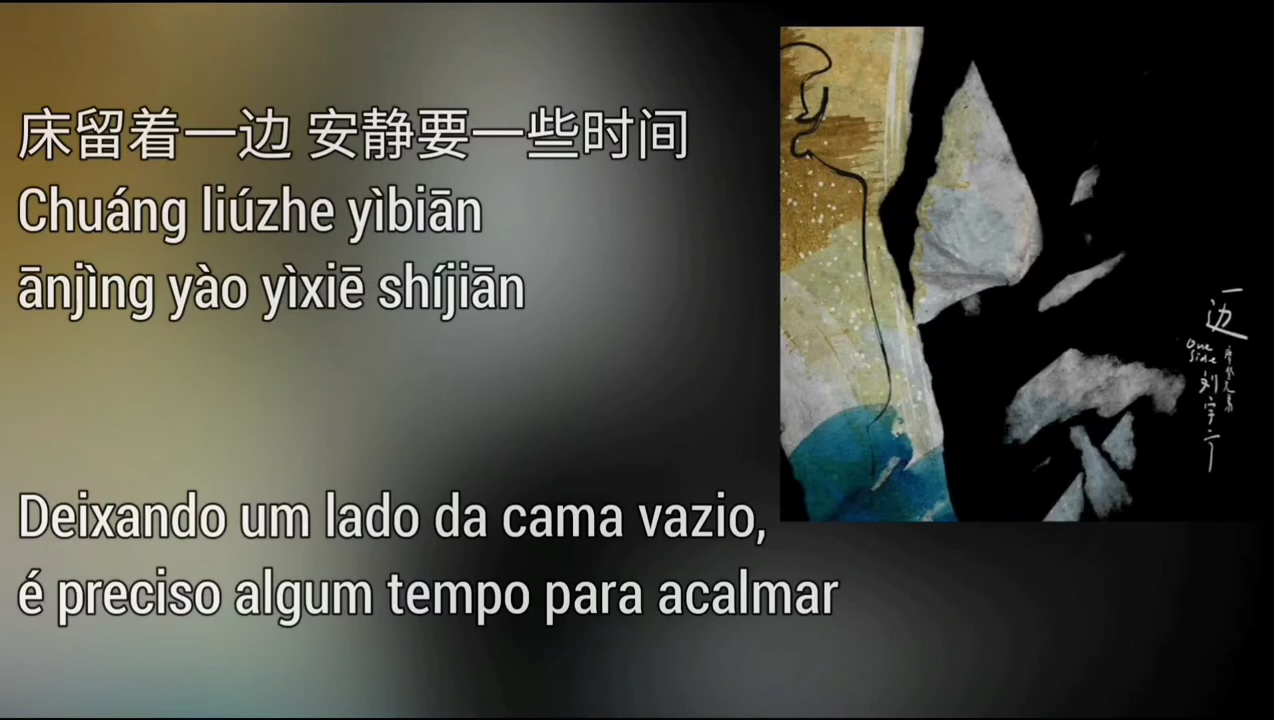 床留着一边 安静要一些时间
Chuáng liúzhe yìbiān
ānjìng yào yìxiē shíjiān
Deixando um lado da cama vazio,
é preciso algum tempo para acalmar
一边
One
Side
刘宇宁